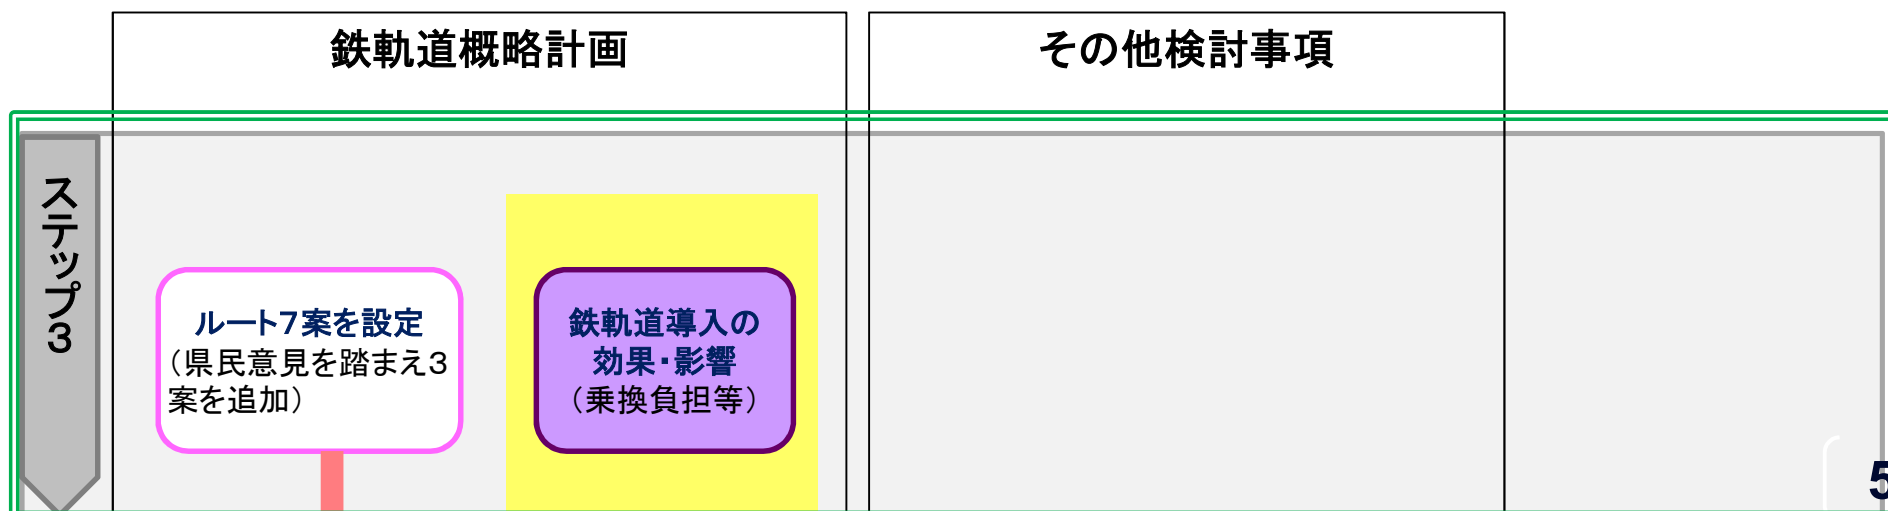 鉄軌道概略計画
その他検討事項
ステップ3
ルート7案を設定
（県民意見を踏まえ3
案を追加）
鉄軌道導入の
効果・影響
（乗換負担等）
5